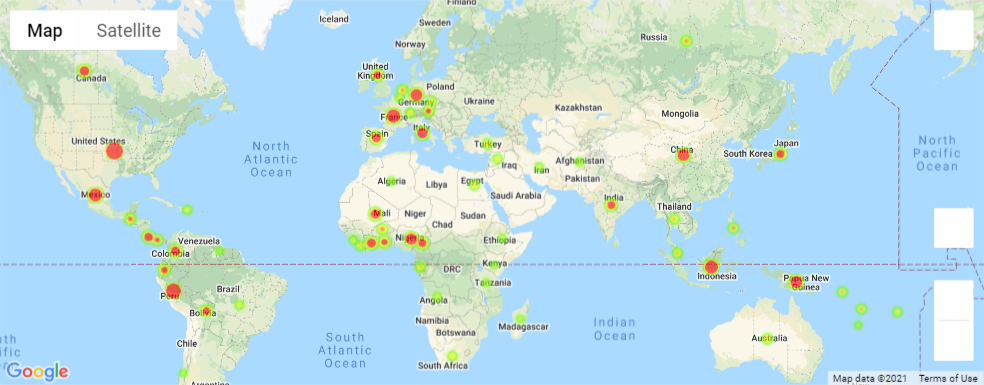 Map
Satellite
Iceland
Finland
Sweden
Norway
Russia
Canada
United
Kingdom
Poland
Germany
Ukraine
France
Kazakhstan
Mongolia
Spain
Italy
United States
North
Atlantic
Ocean
Turkey
China
South Korea
Japan
North
Pacific
Ocean
Iraq
Iran
Afghanistan
Pakistan
Algeria
Libya
Egypt
Saudi Arabia
Mexico
India
Mali
Niger
Chad
Sudan
Thailand
Venezuela
Colombia
Nigeria
Ethiopia
DRC
Kenya
Indonesia
Papua New
Guinea
Peru
Brazil
Tanzania
Bolivia
Angola
Namibia
Botswana
Madagascar
Indian
Ocean
Australia
South
Atlantic
Ocean
Chile
South Africa
Argentina
Google
Map data ©2021
Terms of Use